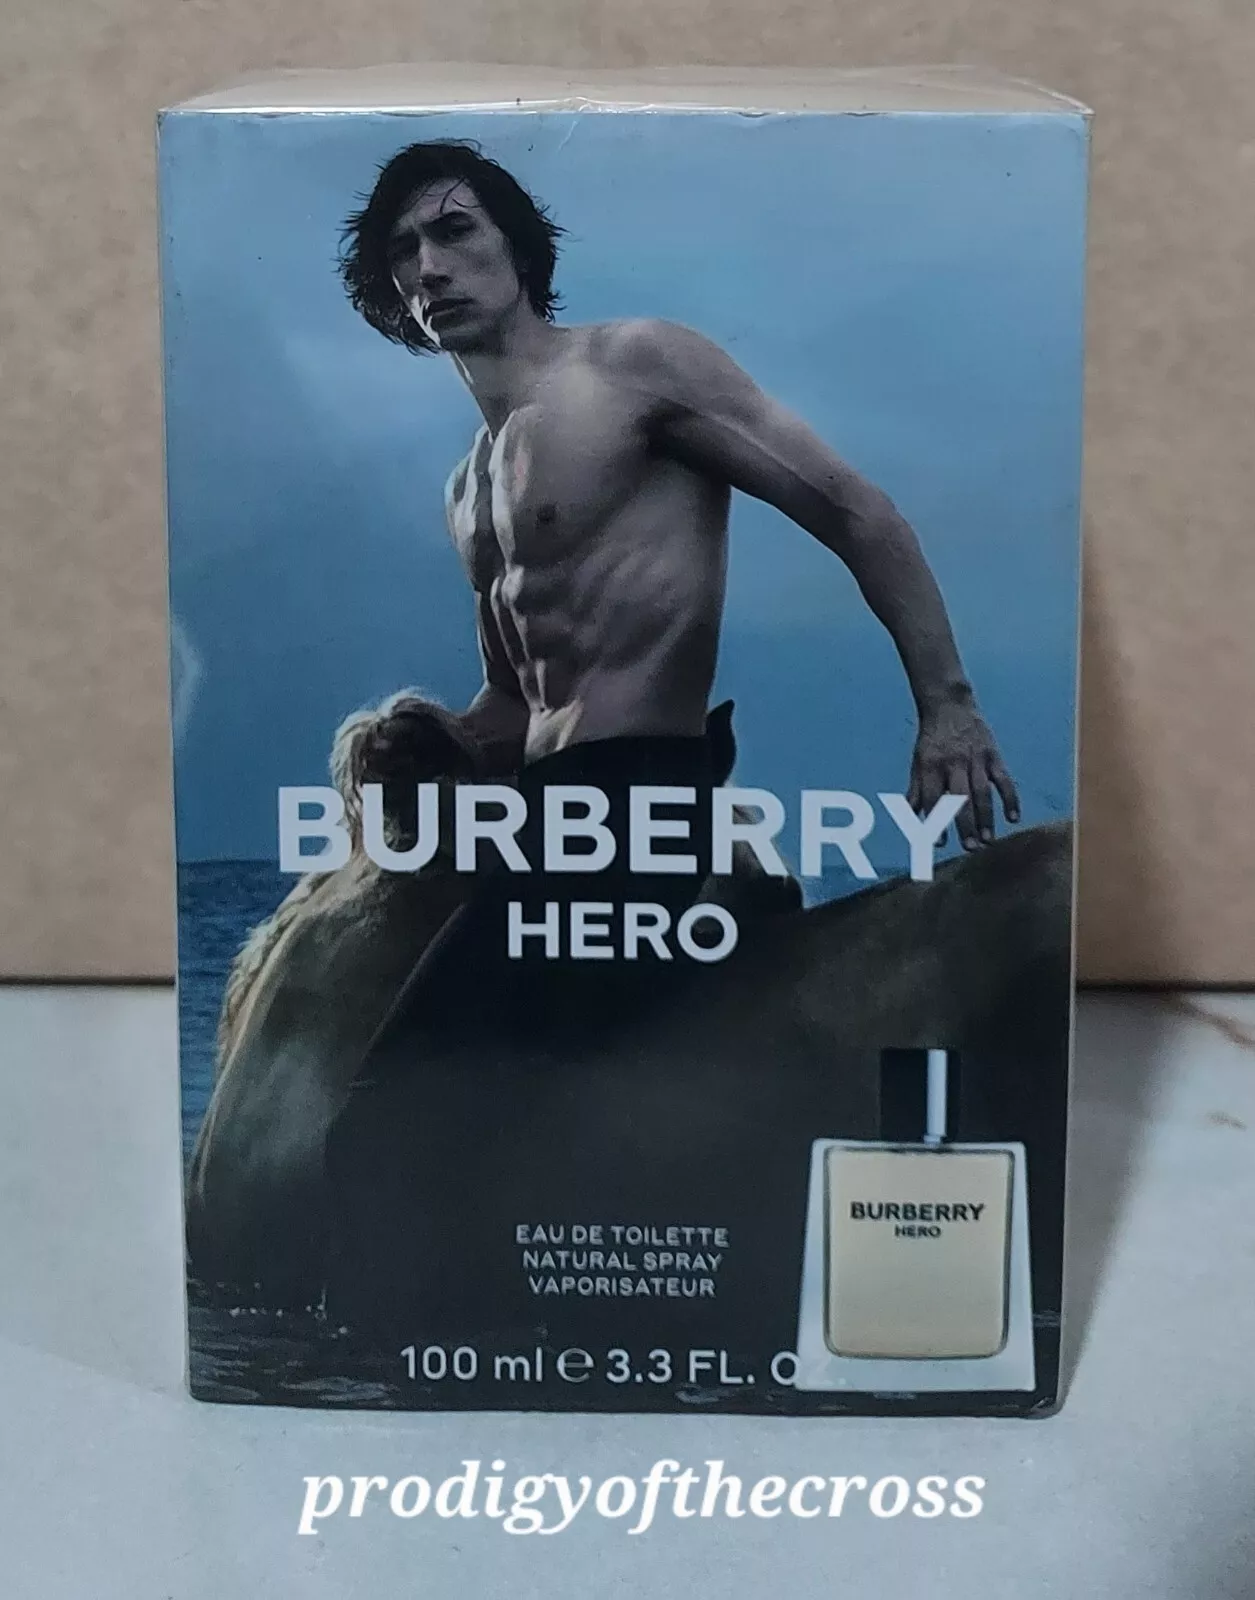 BURBERRY
HERO
BURBERRY
HERO
EAU DE TOILETTE
NATURAL SPRAY
VAPORISATEUR
100 ml e 3.3 FL. OZ.
prodigyofthecross